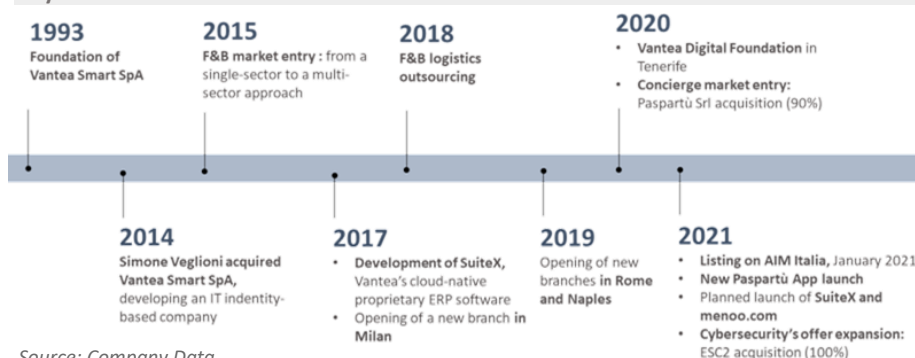 1993
Foundation of
Vantea Smart SpA
2015
F&B market entry : from a
single-sector to a multi-
sector approach
2018
F&B logistics
outsourcing
2020
• Vantea Digital Foundation in
Tenerife
• Concierge market entry:
Paspartù Srl acquisition (90%)
2014
Simone Veglioni acquired
Vantea Smart SpA,
developing an IT indentity-
based company
2017
• Development of SuiteX,
Vantea's cloud-native
proprietary ERP software
• Opening of a new branch in
Milan
2019
Opening of new
branches in Rome
and Naples
2021
• Listing on AIM Italia, January 2021
• New Paspartù App launch
• Planned launch of SuiteX and
menoo.com
• Cybersecurity's offer expansion:
ESC2 acquisition (100%)
Source: Company Data